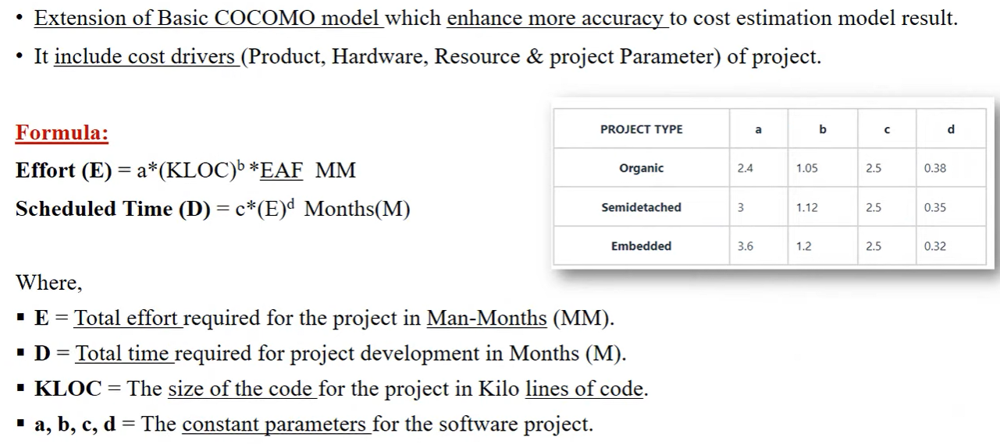 • Extension of Basic COCOMO model which enhance more accuracy to cost estimation model result.
• It include cost drivers (Product, Hardware, Resource & project Parameter) of project.
Formula:
Effort (E) = a*(KLOC)ᵇ *EAF MM
Scheduled Time (D) = c*(E)ᵈ Months(M)
PROJECT TYPE a b c d
Organic 2.4 1.05 2.5 0.38
Semidetached 3 1.12 2.5 0.35
Embedded 3.6 1.2 2.5 0.32
Where,
▪ E = Total effort required for the project in Man-Months (MM).
▪ D = Total time required for project development in Months (M).
▪ KLOC = The size of the code for the project in Kilo lines of code.
▪ a, b, c, d = The constant parameters for the software project.